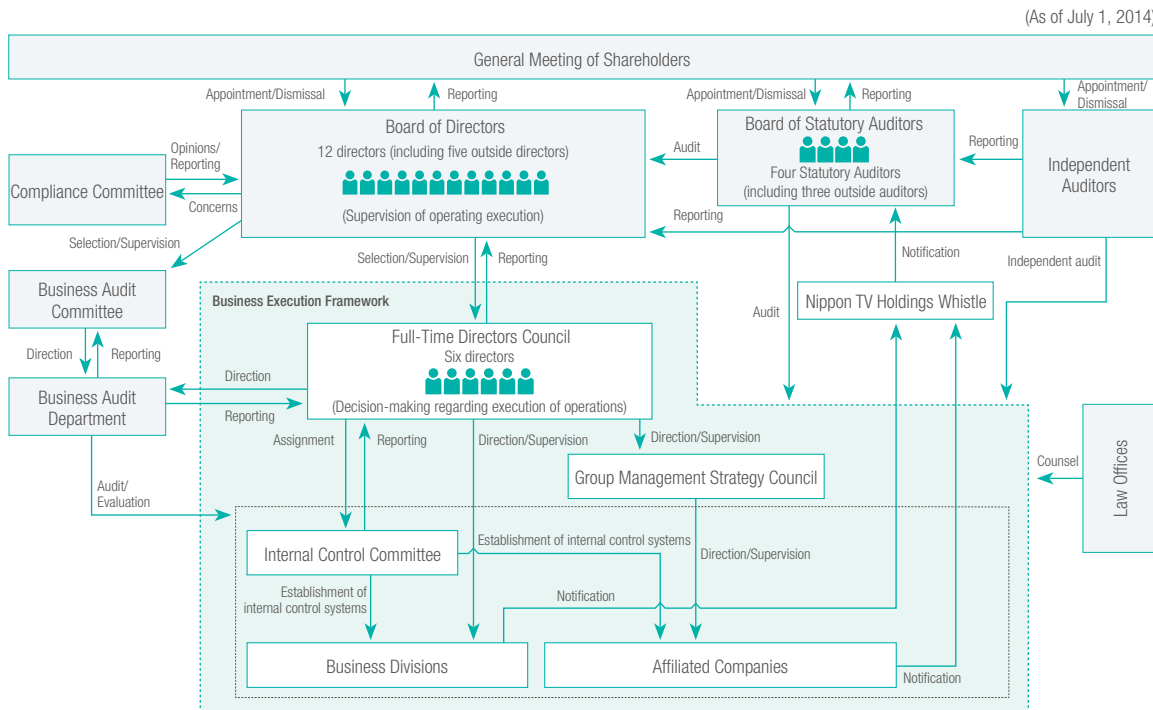 (As of July 1, 2014)
General Meeting of Shareholders
Appointment/Dismissal
Reporting
Appointment/Dismissal
Reporting
Appointment/
Dismissal
Board of Directors
12 directors (including five outside directors)
(Supervision of operating execution)
Audit
Board of Statutory Auditors
Four Statutory Auditors
(including three outside auditors)
Reporting
Independent
Auditors
Opinions/
Reporting
Compliance Committee
Concerns
Reporting
Selection/Supervision
Selection/Supervision
Reporting
Notification
Independent audit
Business Audit
Committee
Business Execution Framework
Audit
Nippon TV Holdings Whistle
Direction
Reporting
Full-Time Directors Council
Six directors
(Decision-making regarding execution of operations)
Direction
Reporting
Business Audit
Department
Assignment
Reporting
Direction/Supervision
Direction/Supervision
Group Management Strategy Council
Counsel
Law Offices
Audit/
Evaluation
Internal Control Committee
Establishment of internal control systems
Direction/Supervision
Establishment of
internal control systems
Notification
Business Divisions
Affiliated Companies
Notification